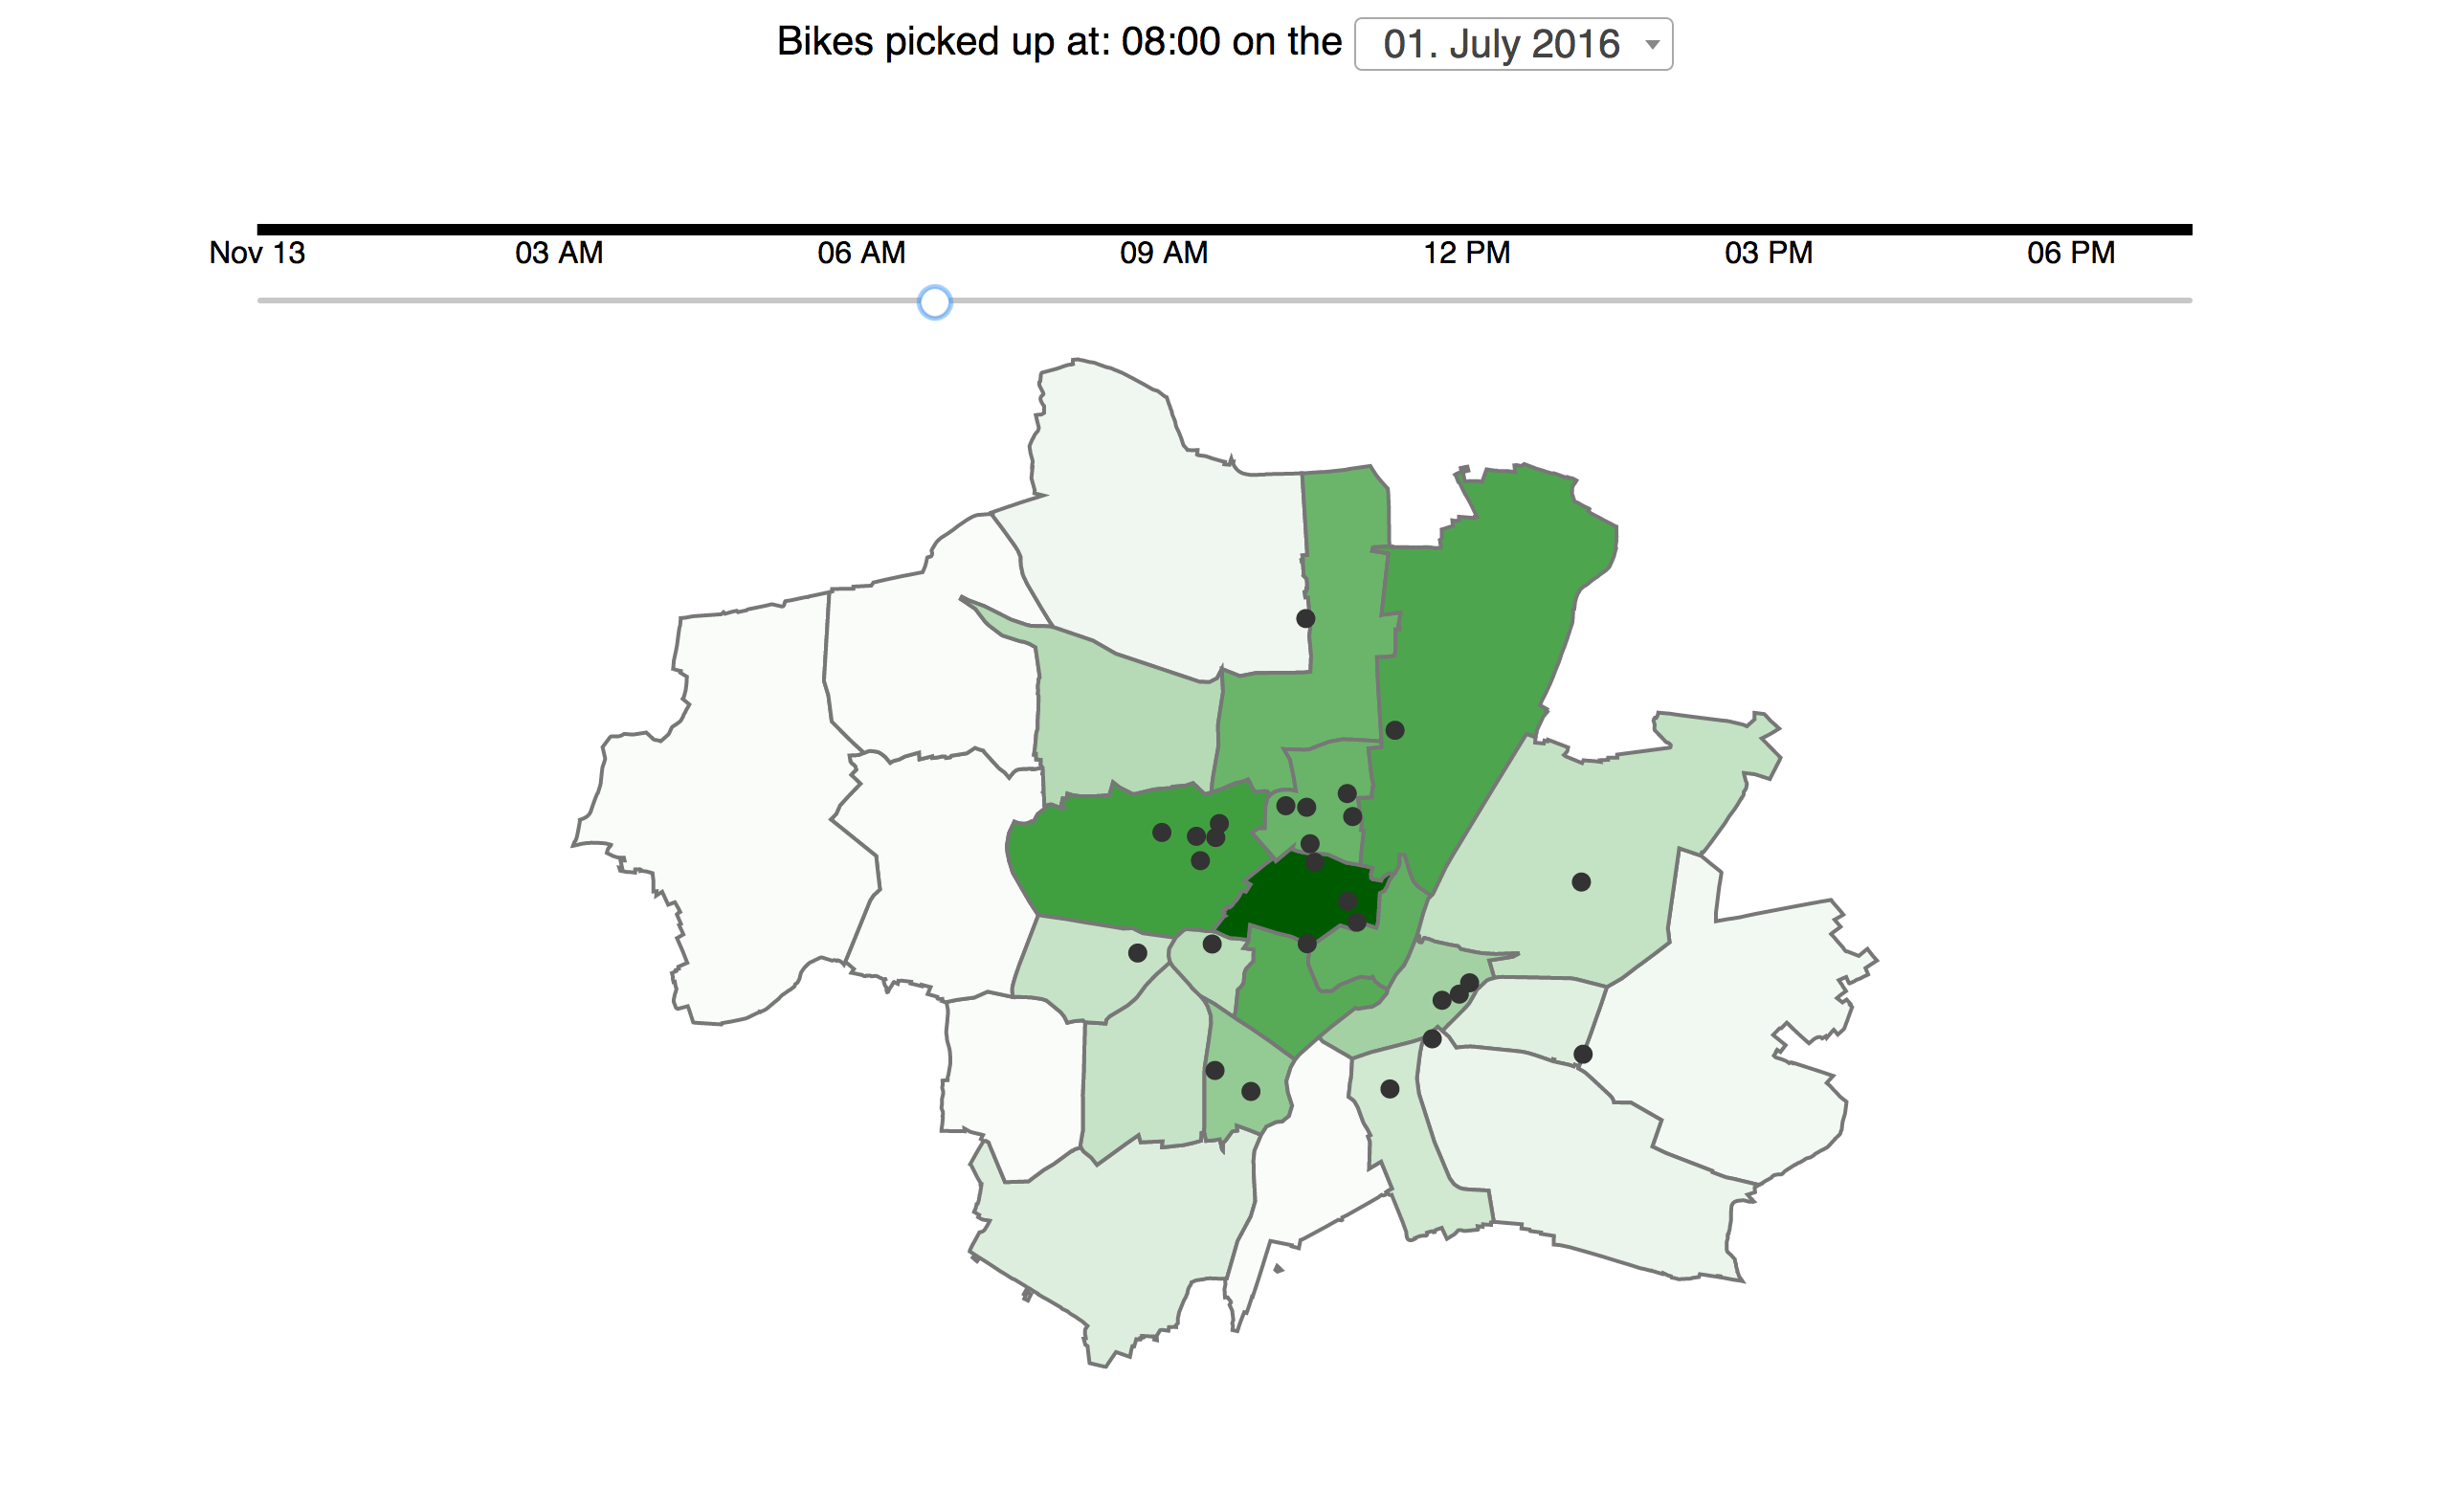 Bikes picked up at: 08:00 on the 01. July 2016
Nov 13 03 AM 06 AM 09 AM 12 PM 03 PM 06 PM